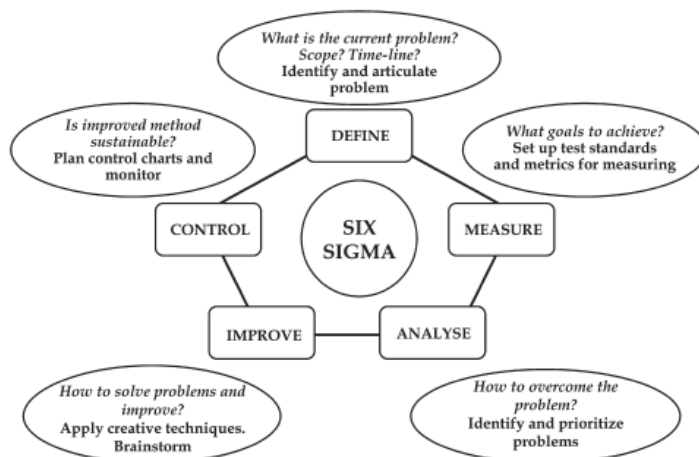 What is the current problem?
Scope? Time-line?
Identify and articulate
problem
Is improved method
sustainable?
Plan control charts and
monitor
DEFINE
What goals to achieve?
Set up test standards
and metrics for measuring
CONTROL
SIX
SIGMA
MEASURE
IMPROVE
ANALYSE
How to solve problems and
improve?
Apply creative techniques.
Brainstorm
How to overcome the
problem?
Identify and prioritize
problems